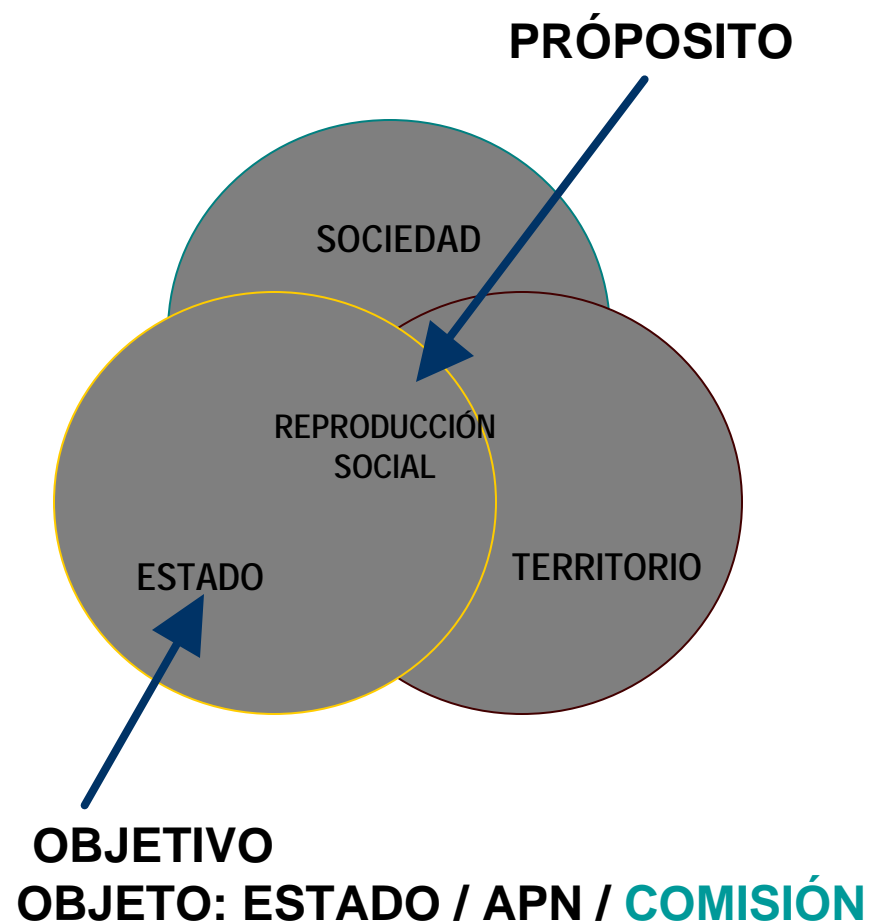 PRÓPOSITO
SOCIEDAD
REPRODUCCIÓN
SOCIAL
ESTADO
TERRITORIO
OBJETIVO
OBJETO: ESTADO / APN / COMISIÓN